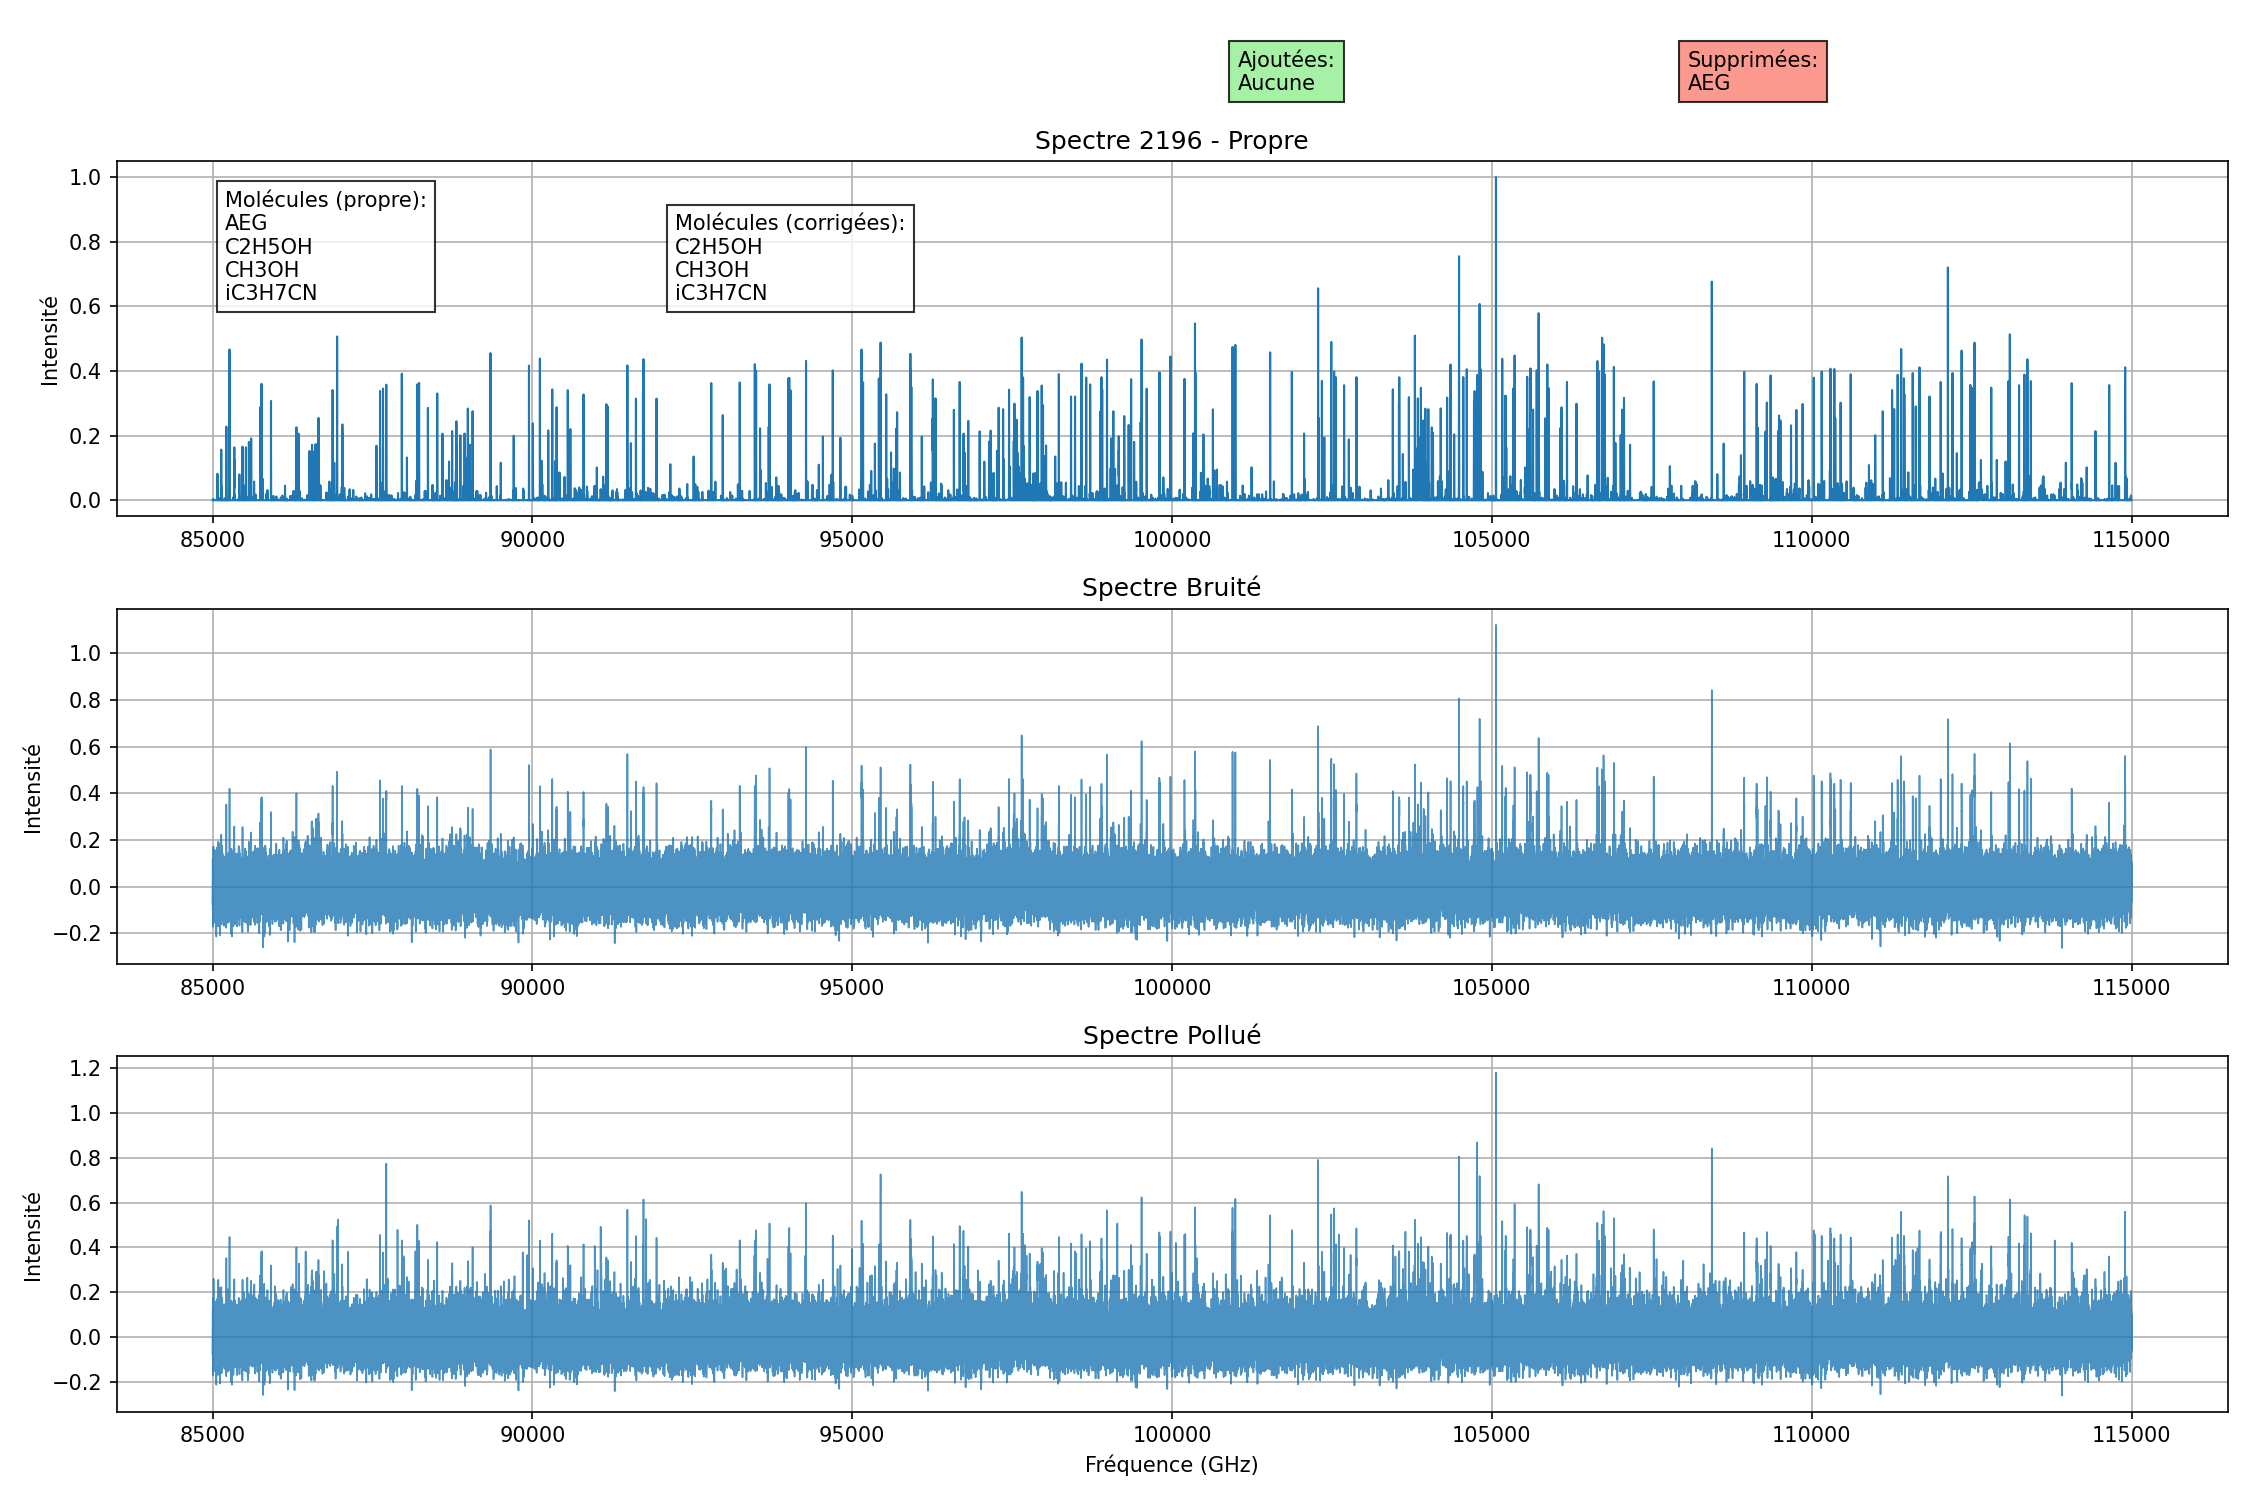 Ajoutées:
Aucune
Supprimées:
AEG
Spectre 2196 - Propre
Molécules (propre):
AEG
C2H5OH
CH3OH
iC3H7CN
Molécules (corrigées):
C2H5OH
CH3OH
iC3H7CN
Intensité
1.0
0.8
0.6
0.4
0.2
0.0
85000 90000 95000 100000 105000 110000 115000
Spectre Bruité
Intensité
1.0
0.8
0.6
0.4
0.2
0.0
−0.2
85000 90000 95000 100000 105000 110000 115000
Spectre Pollué
Intensité
1.2
1.0
0.8
0.6
0.4
0.2
0.0
−0.2
85000 90000 95000 100000 105000 110000 115000
Fréquence (GHz)